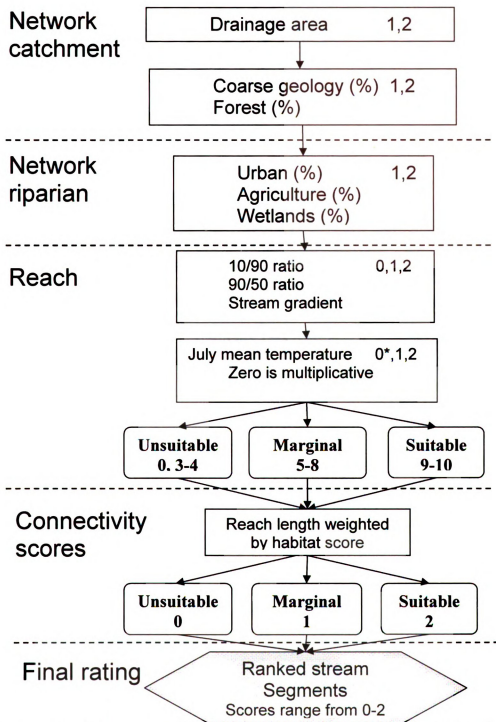 Network
catchment
Drainage area 1,2
Coarse geology (%) 1,2
Forest (%)
Network
riparian
Urban (%) 1,2
Agriculture (%)
Wetlands (%)
Reach
10/90 ratio 0,1,2
90/50 ratio
Stream gradient
July mean temperature 0*,1,2
Zero is multiplicative
Unsuitable
0. 3-4
Marginal
5-8
Suitable
9-10
Connectivity
scores
Reach length weighted
by habitat score
Unsuitable
0
Marginal
1
Suitable
2
Final rating
Ranked stream
Segments
Scores range from 0-2